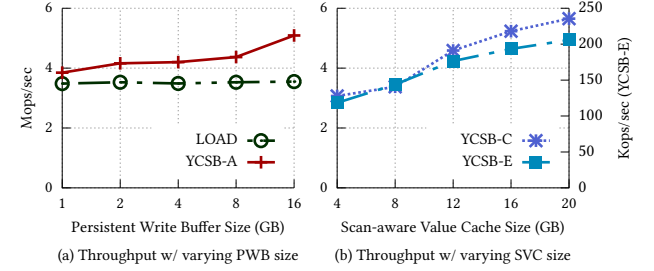 6
4
2
0
Mops/sec
LOAD
YCSB-A
1 2 4 8 16
Persistent Write Buffer Size (GB)
(a) Throughput w/ varying PWB size
6
4
2
0
YCSB-C
YCSB-E
250
200
150
100
50
0
Kops/sec (YCSB-E)
4 8 12 16 20
Scan-aware Value Cache Size (GB)
(b) Throughput w/ varying SVC size